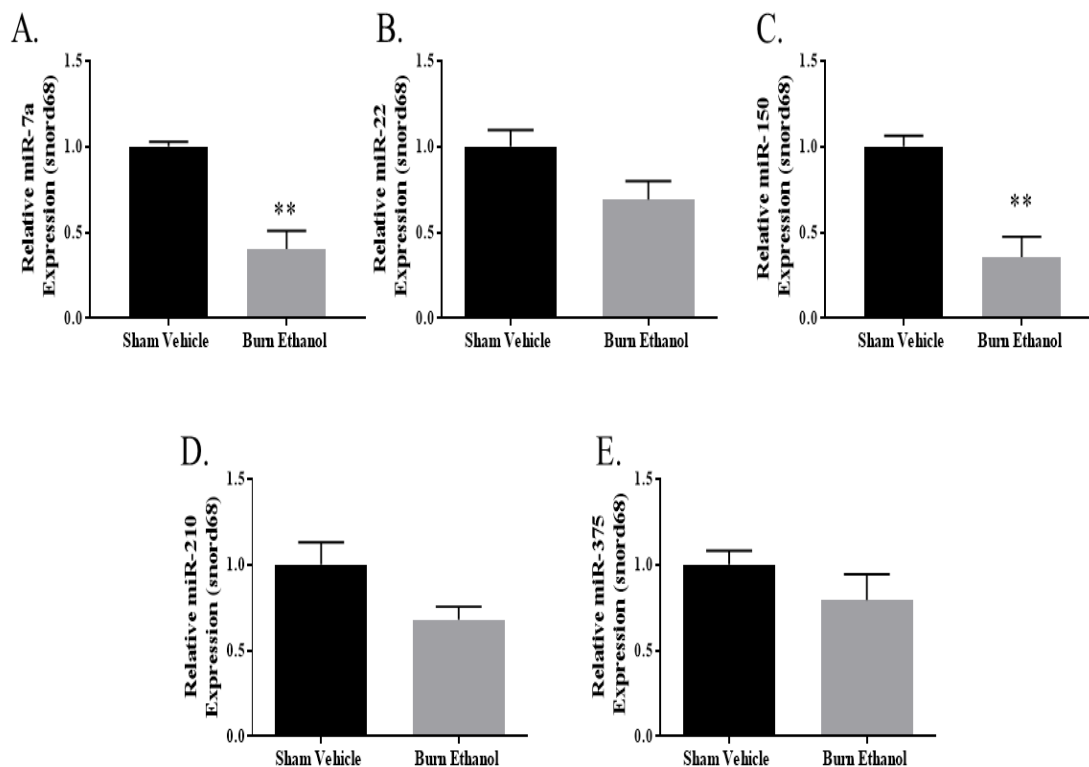 A.
Relative miR-7a
Expression (snord68)
1.5
1.0
0.5
0.0
**
Sham Vehicle
Burn Ethanol
B.
Relative miR-22
Expression (snord68)
1.5
1.0
0.5
0.0
Sham Vehicle
Burn Ethanol
C.
Relative miR-150
Expression (snord68)
1.5
1.0
0.5
0.0
**
Sham Vehicle
Burn Ethanol
D.
Relative miR-210
Expression (snord68)
1.5
1.0
0.5
0.0
Sham Vehicle
Burn Ethanol
E.
Relative miR-375
Expression (snord68)
1.5
1.0
0.5
0.0
Sham Vehicle
Burn Ethanol